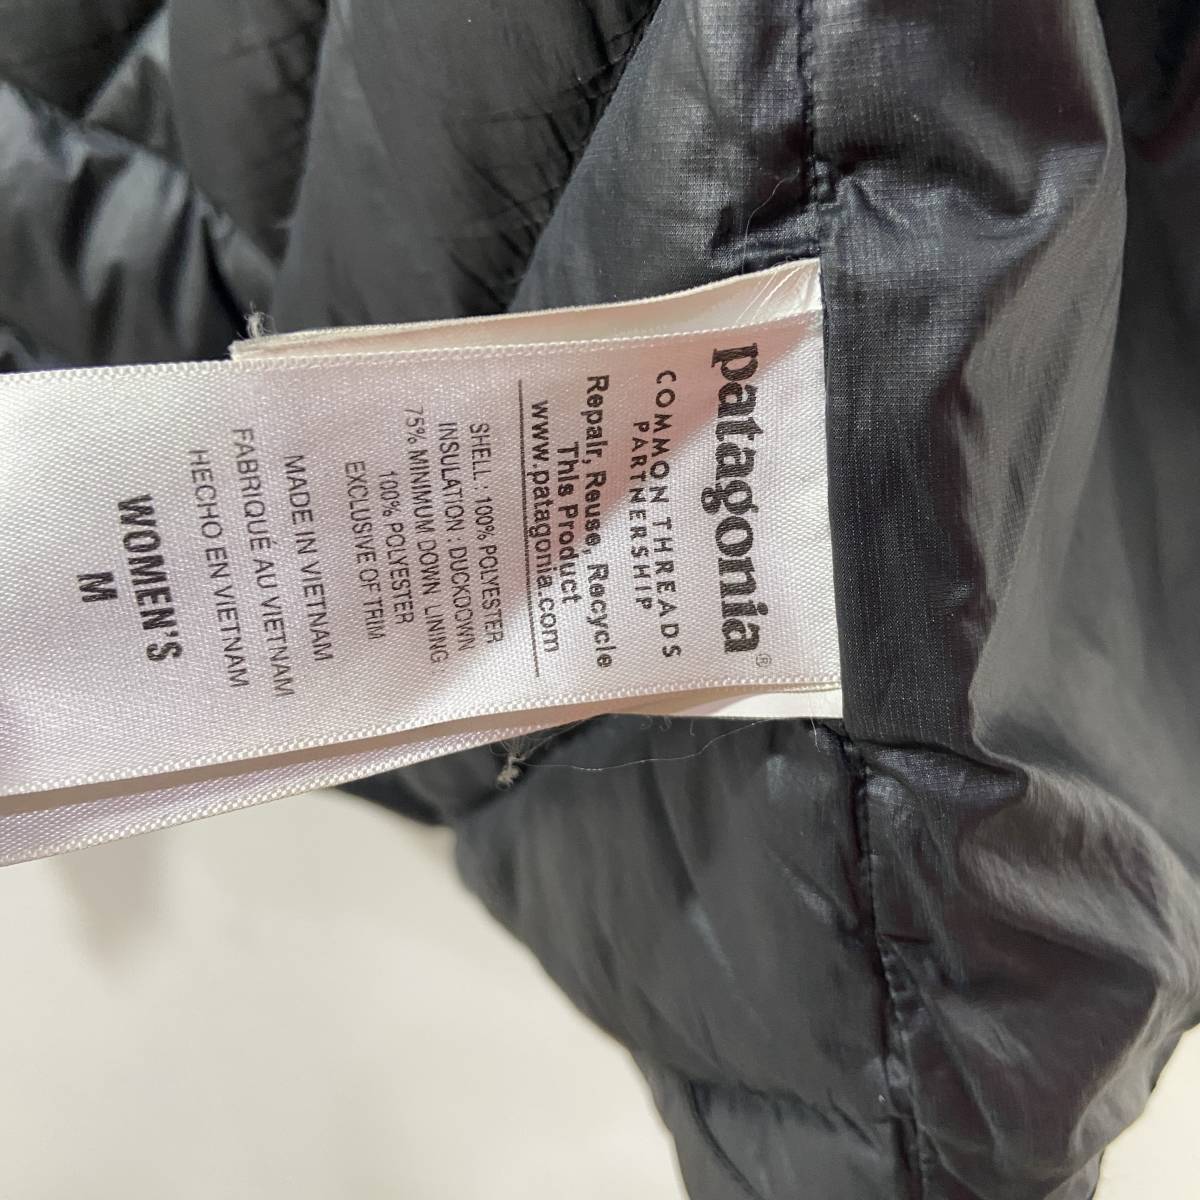 patagonia®
COMMON THREADS
PARTNERSHIP
Repair, Reuse, Recycle
This Product
www.patagonia.com
SHELL : 100% POLYESTER
INSULATION : DUCKDOWN
75% MINIMUM DOWN LINING
100% POLYESTER
EXCLUSIVE OF TRIM
MADE IN VIETNAM
FABRIQUÉ AU VIETNAM
HECHO EN VIETNAM
WOMEN'S
M